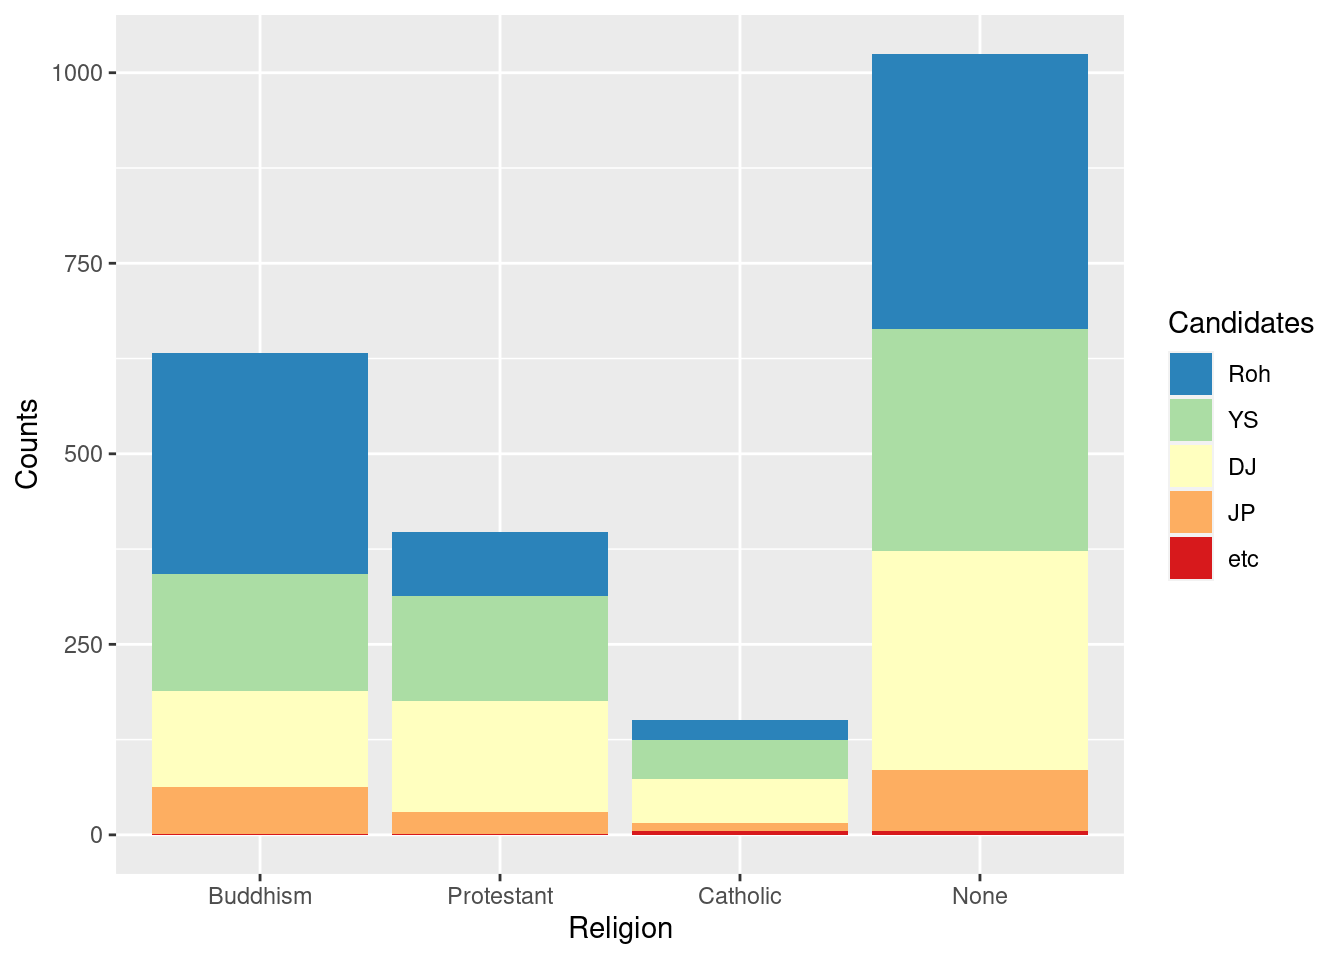 1000
750
500
250
0
Counts
Buddhism
Protestant
Catholic
None
Religion
Candidates
Roh
YS
DJ
JP
etc